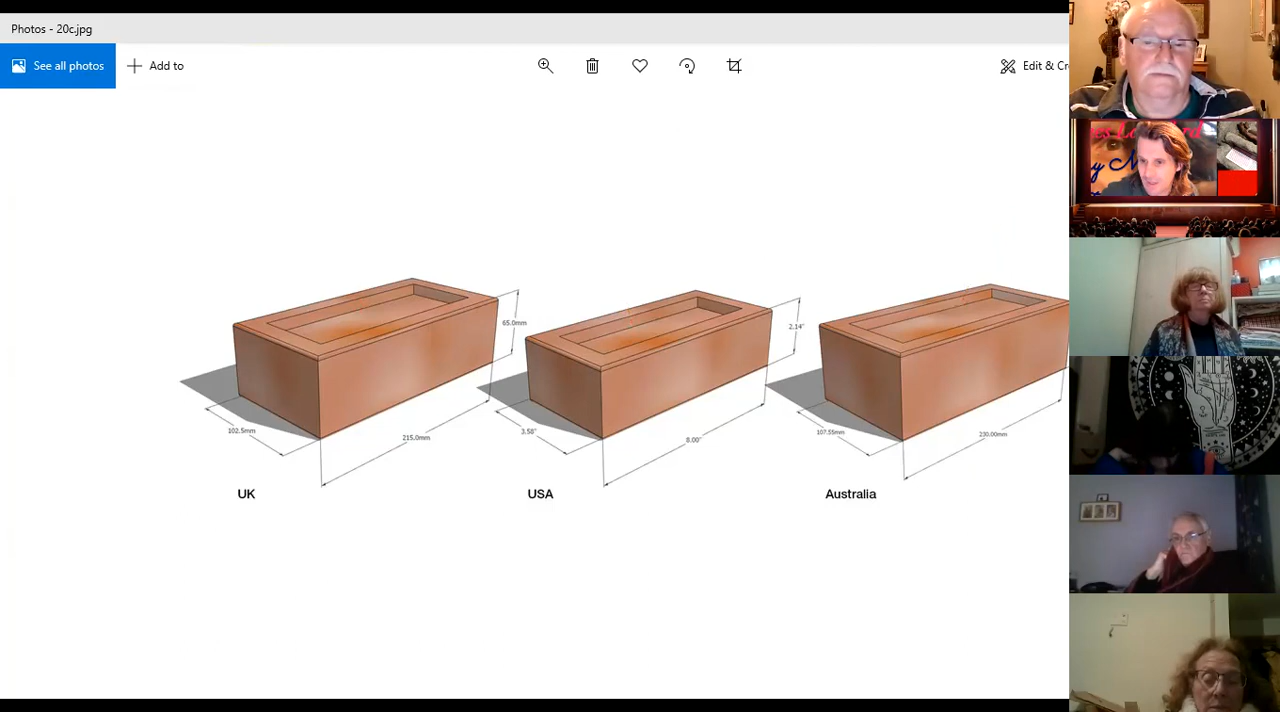 Photos - 20c.jpg
See all photos
Add to
Edit & Cr
65.0mm
102.5mm
215.0mm
2.14"
3.58"
8.00"
107.55mm
230.00mm
UK
USA
Australia